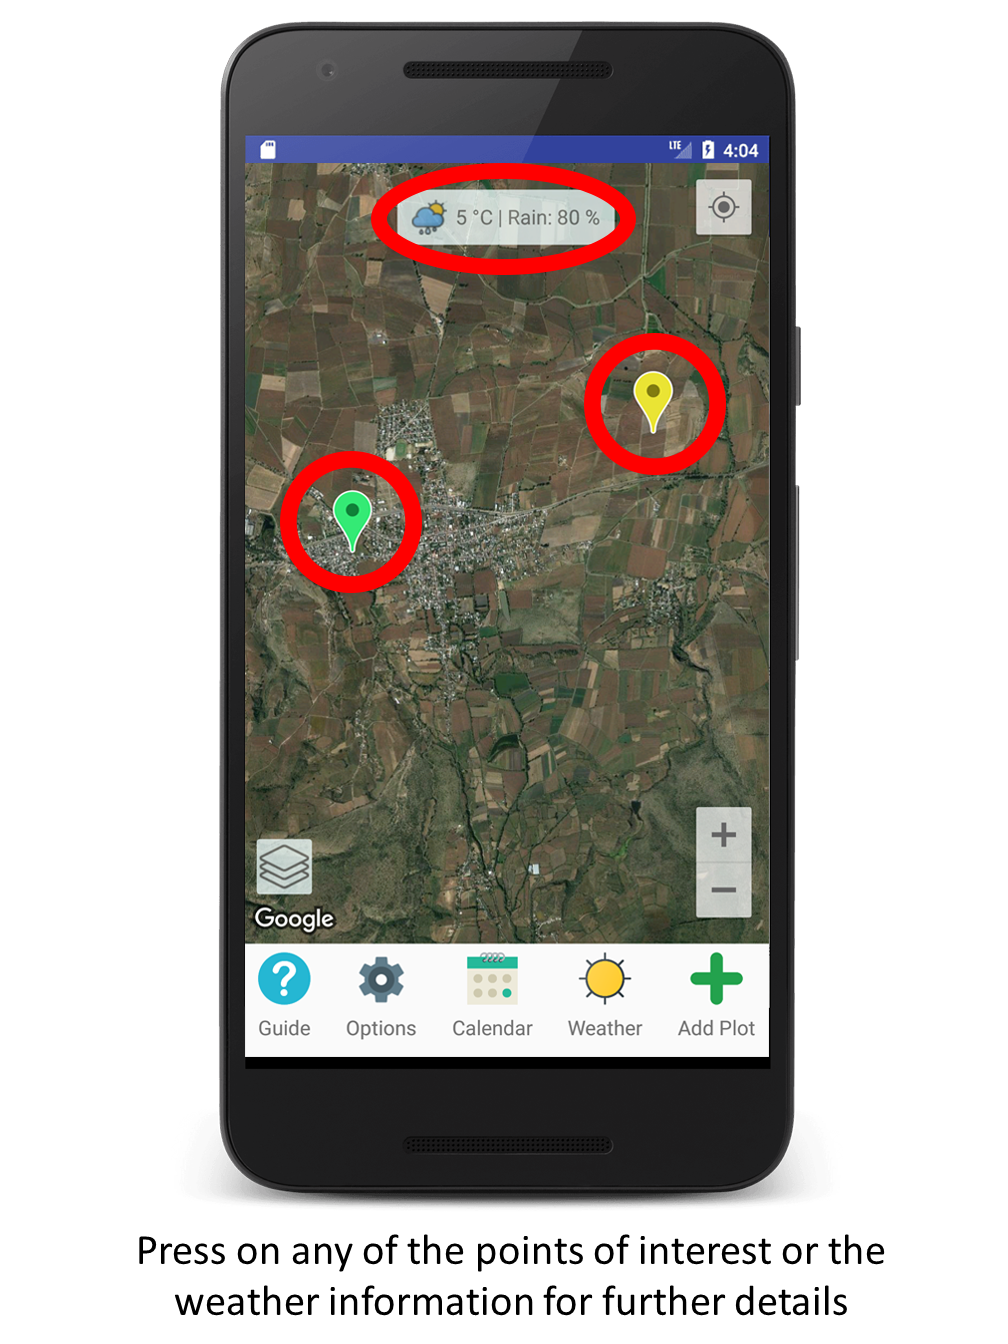 LTE 4:04
5 °C | Rain: 80 %
+
−
Google
?
Guide Options Calendar Weather Add Plot
Press on any of the points of interest or the
weather information for further details